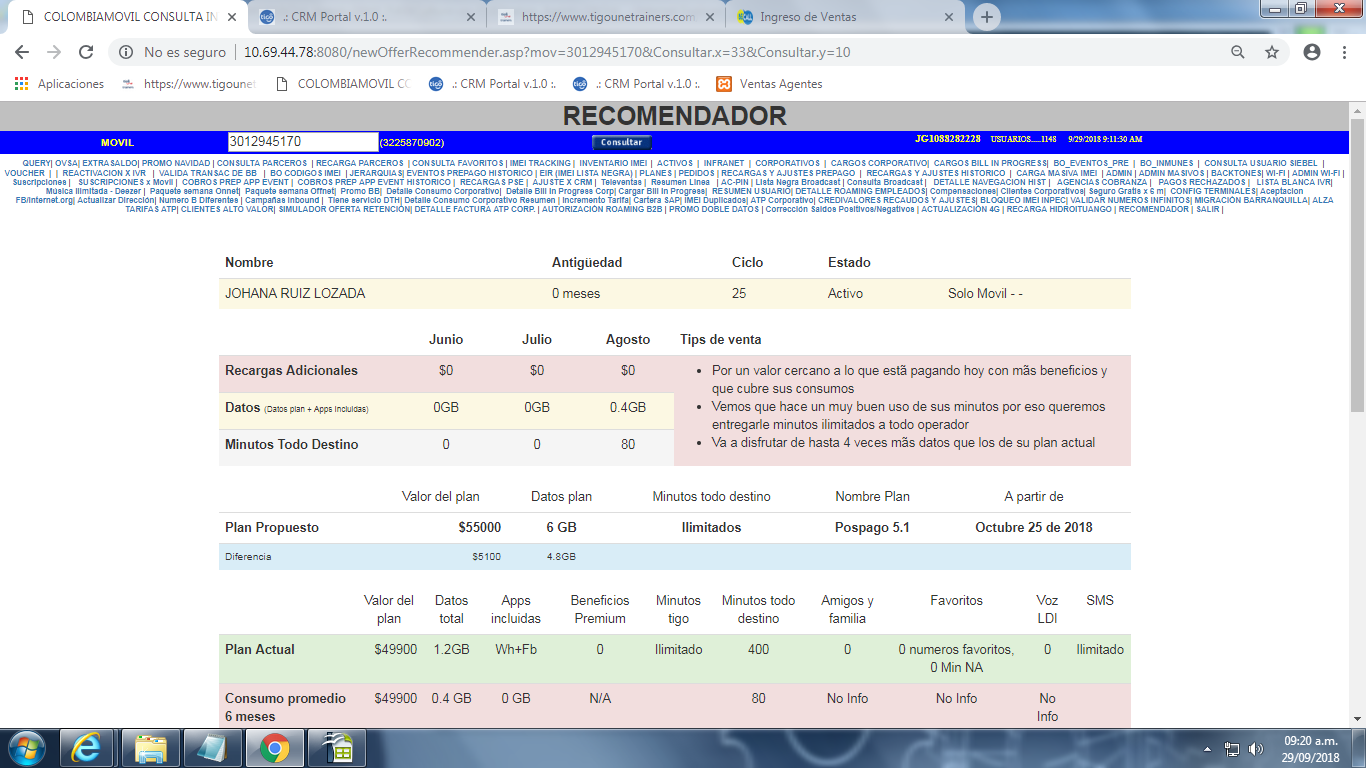 COLOMBIAMOVIL CONSULTA IN
.: CRM Portal v.1.0 :.
https://www.tigounetrainers.com
Ingreso de Ventas
No es seguro | 10.69.44.78:8080/newOfferRecommender.asp?mov=3012945170&Consultar.x=33&Consultar.y=10
Aplicaciones https://www.tigounet COLOMBIAMOVIL CO .: CRM Portal v.1.0 :. .: CRM Portal v.1.0 :. Ventas Agentes
RECOMENDADOR
MOVIL 3012945170 (3225870902) Consultar JG1088282228 USUARIOS.....1148 9/29/2018 9:11:30 AM
QUERY| OVSA| EXTRASALDO| PROMO NAVIDAD | CONSULTA PARCEROS | RECARGA PARCEROS | CONSULTA FAVORITOS | IMEI TRACKING | INVENTARIO IMEI | ACTIVOS | INFRANET | CORPORATIVOS | CARGOS CORPORATIVO| CARGOS BILL IN PROGRESS| BO_EVENTOS_PRE | BO_INMUNES | CONSULTA USUARIO SIEBEL |
VOUCHER | | REACTIVACION X IVR | VALIDA TRANSAC DE BB | BO CODIGOS IMEI | JERARQUIAS| EVENTOS PREPAGO HISTORICO | EIR (IMEI LISTA NEGRA) | PLANES | PEDIDOS | RECARGAS Y AJUSTES PREPAGO | RECARGAS Y AJUSTES HISTORICO | CARGA MASIVA IMEI | ADMIN | ADMIN MASIVOS | BACKTONES| WI-FI | ADMIN WI-FI |
Suscripciones | SUSCRIPCIONES x Movil | COBROS PREP APP EVENT | COBROS PREP APP EVENT HISTORICO | RECARGAS PSE | AJUSTE X CRM | Televentas | Resumen Linea | AC-PIN | Lista Negra Broadcast | Consulta Broadcast | DETALLE NAVEGACION HIST | AGENCIAS COBRANZA | PAGOS RECHAZADOS | LISTA BLANCA IVR|
Musica Ilimitada - Deezer | Paquete semana Onnet| Paquete semana Offnet| Promo BB| Detalle Consumo Corporativo| Detalle Bill In Progress Corp| Cargar Bill In Progress| RESUMEN USUARIO| DETALLE ROAMING EMPLEADOS| Compensaciones| Clientes Corporativos| Seguro Gratis x 6 m| CONFIG TERMINALES| Aceptacion
FB/Internet.org| Actualizar Dirección| Numero B Diferentes | Campañas Inbound | Tiene servicio DTH| Detalle Consumo Corporativo Resumen | Incremento Tarifa| Cartera SAP| IMEI Duplicados| ATP Corporativo| CREDIVALORES RECAUDOS Y AJUSTES| BLOQUEO IMEI INPEC| VALIDAR NUMEROS INFINITOS| MIGRACIÓN BARRANQUILLA| ALZA
TARIFAS ATP| CLIENTES ALTO VALOR| SIMULADOR OFERTA RETENCIÓN| DETALLE FACTURA ATP CORP. | AUTORIZACIÓN ROAMING B2B | PROMO DOBLE DATOS | Corrección Saldos Positivos/Negativos | ACTUALIZACIÓN 4G | RECARGA HIDROITUANGO | RECOMENDADOR | SALIR |
Nombre Antigüedad Ciclo Estado
JOHANA RUIZ LOZADA 0 meses 25 Activo Solo Movil - -
Junio Julio Agosto Tips de venta
Recargas Adicionales $0 $0 $0
Datos (Datos plan + Apps incluidas) 0GB 0GB 0.4GB
Minutos Todo Destino 0 0 80
• Por un valor cercano a lo que estã pagando hoy con mãs beneficios y
que cubre sus consumos
• Vemos que hace un muy buen uso de sus minutos por eso queremos
entregarle minutos ilimitados a todo operador
• Va a disfrutar de hasta 4 veces mãs datos que los de su plan actual
Valor del plan Datos plan Minutos todo destino Nombre Plan A partir de
Plan Propuesto $55000 6 GB Ilimitados Pospago 5.1 Octubre 25 de 2018
Diferencia $5100 4.8GB
Valor del Datos Apps Beneficios Minutos Minutos todo Amigos y Favoritos Voz SMS
plan total incluidas Premium tigo destino familia LDI
Plan Actual $49900 1.2GB Wh+Fb 0 Ilimitado 400 0 0 numeros favoritos, 0 Ilimitado
0 Min NA
Consumo promedio $49900 0.4 GB 0 GB N/A 80 No Info No Info No
6 meses Info
09:20 a.m.
29/09/2018